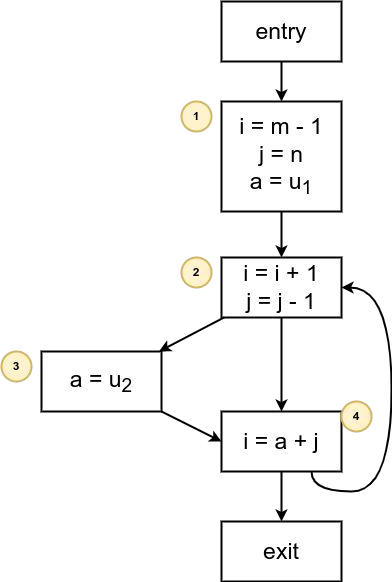 entry
1
i = m - 1
j = n
a = u₁
2
i = i + 1
j = j - 1
3
a = u₂
4
i = a + j
exit